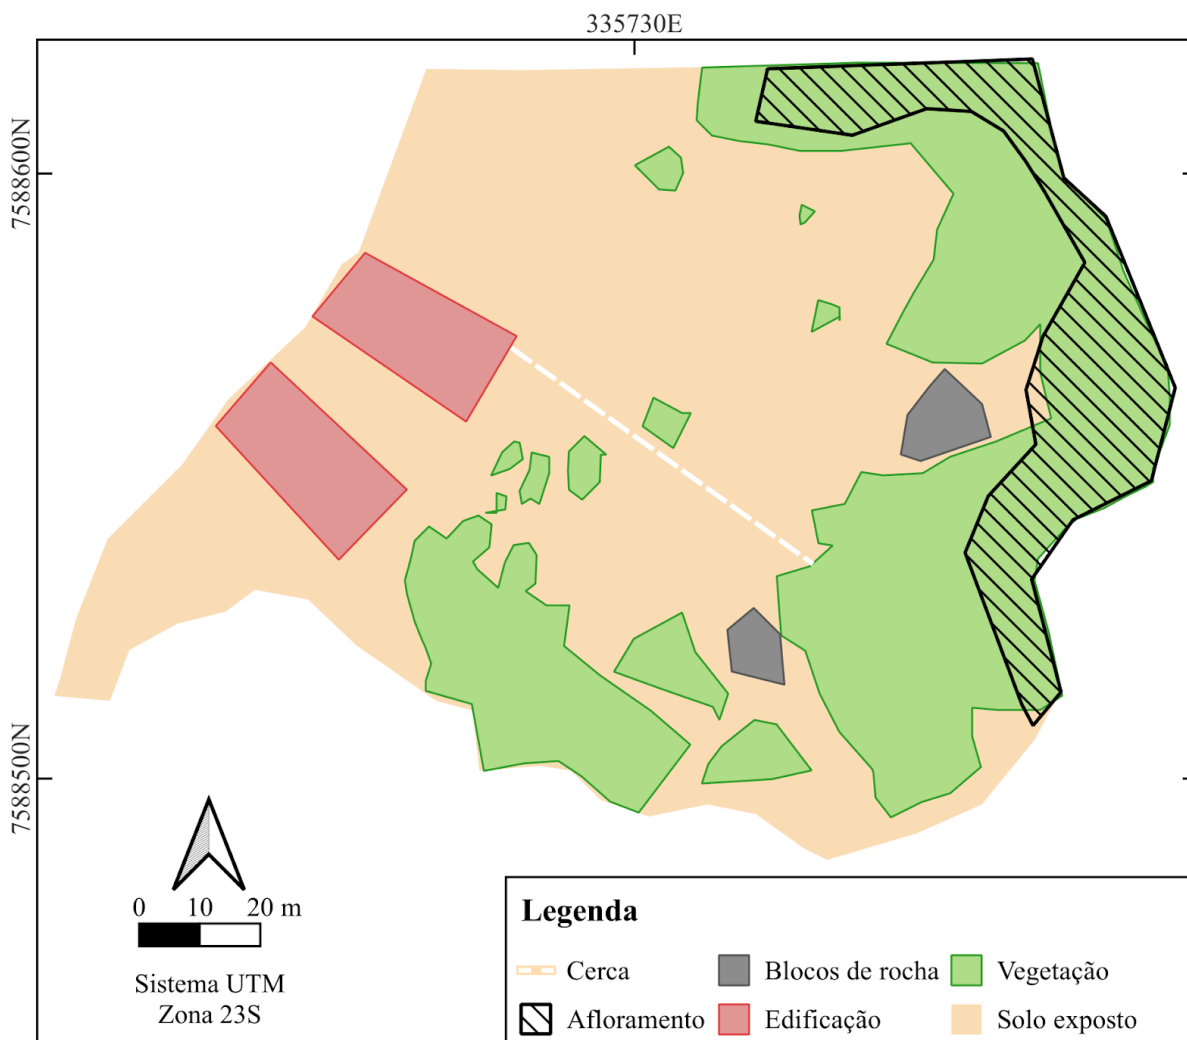 335730E
7588600N
7588500N
0 10 20 m
Sistema UTM
Zona 23S
Legenda
Cerca
Blocos de rocha
Vegetação
Afloramento
Edificação
Solo exposto